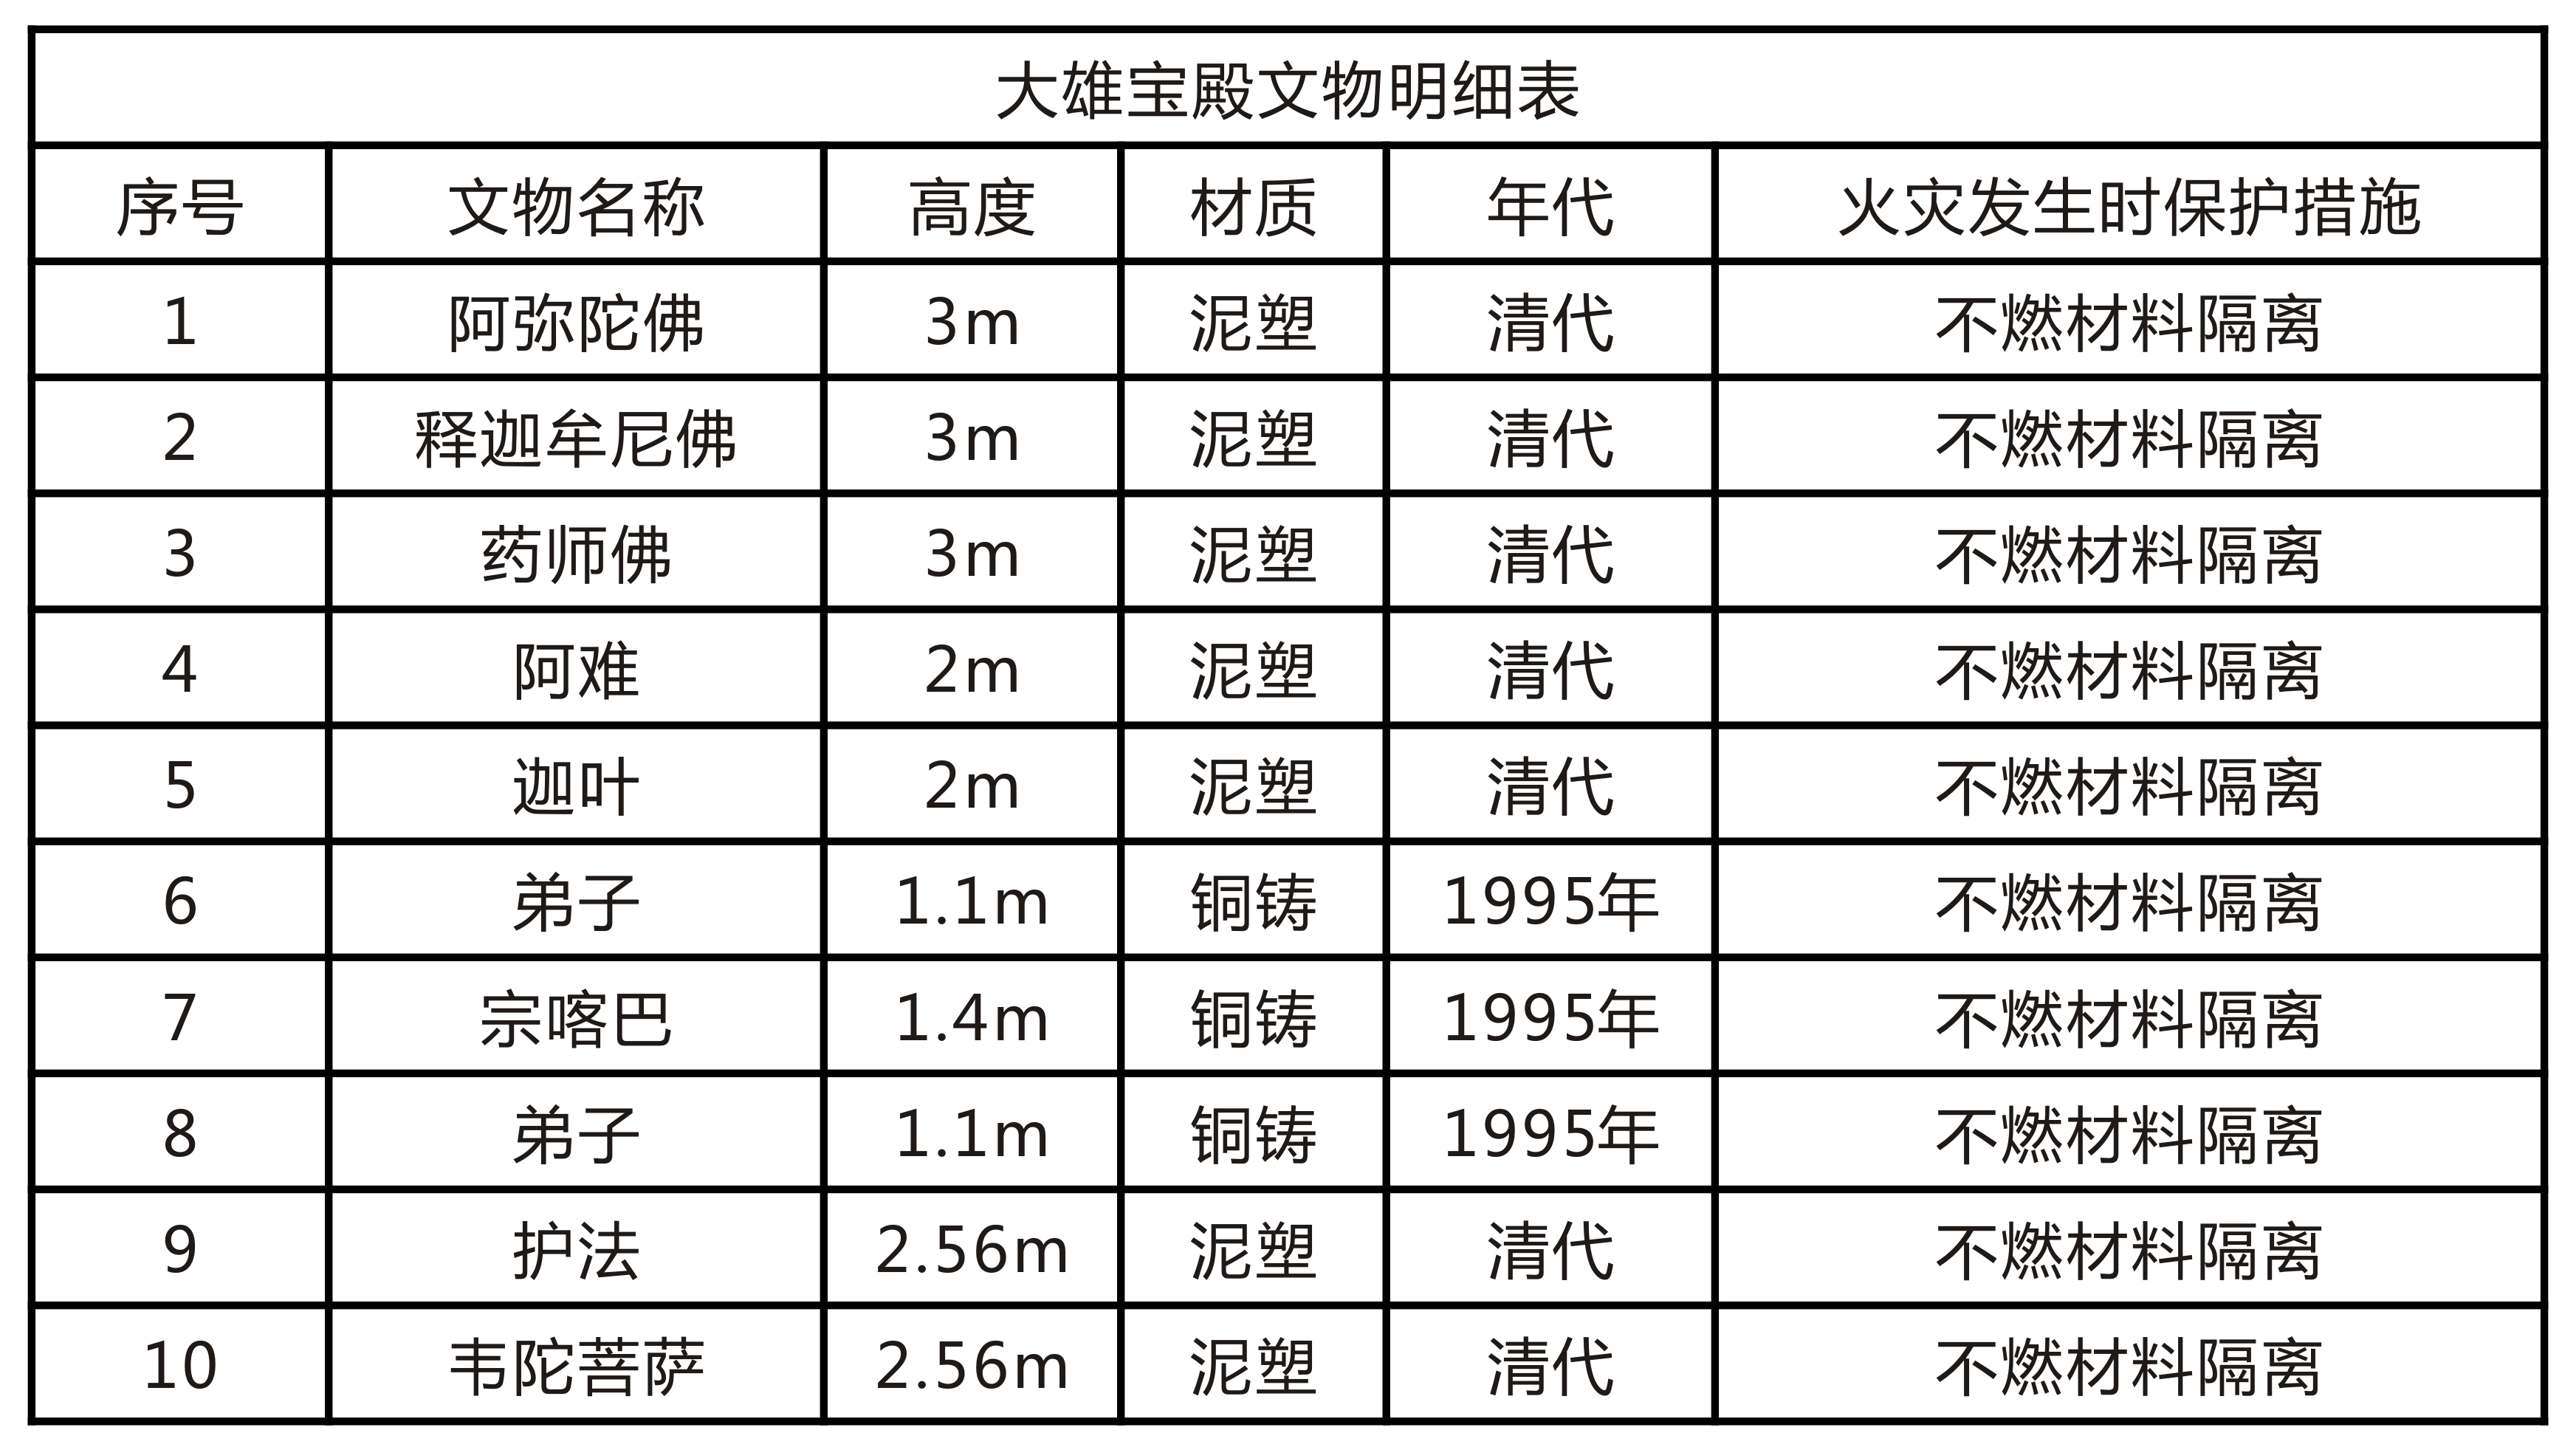 大雄宝殿文物明细表
序号 文物名称 高度 材质 年代 火灾发生时保护措施
1 阿弥陀佛 3m 泥塑 清代 不燃材料隔离
2 释迦牟尼佛 3m 泥塑 清代 不燃材料隔离
3 药师佛 3m 泥塑 清代 不燃材料隔离
4 阿难 2m 泥塑 清代 不燃材料隔离
5 迦叶 2m 泥塑 清代 不燃材料隔离
6 弟子 1.1m 铜铸 1995年 不燃材料隔离
7 宗喀巴 1.4m 铜铸 1995年 不燃材料隔离
8 弟子 1.1m 铜铸 1995年 不燃材料隔离
9 护法 2.56m 泥塑 清代 不燃材料隔离
10 韦陀菩萨 2.56m 泥塑 清代 不燃材料隔离